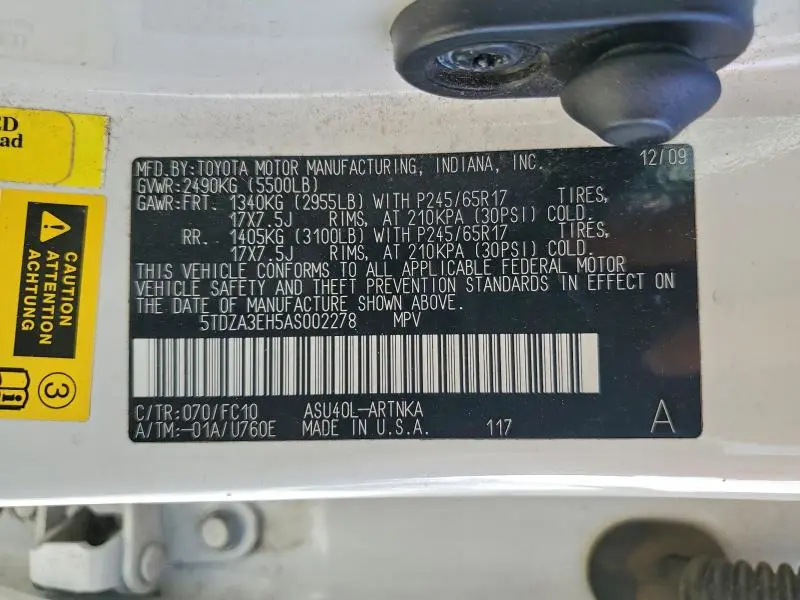 ED
ad
CAUTION
ATTENTION
ACHTUNG
3
MFD.BY:TOYOTA MOTOR MANUFACTURING, INDIANA, INC. 12/09
GVWR:2490KG (5500LB)
GAWR:FRT. 1340KG (2955LB) WITH P245/65R17 TIRES,
17X7.5J RIMS, AT 210KPA (30PSI) COLD.
RR. 1405KG (3100LB) WITH P245/65R17 TIRES,
17X7.5J RIMS, AT 210KPA (30PSI) COLD.
THIS VEHICLE CONFORMS TO ALL APPLICABLE FEDERAL MOTOR
VEHICLE SAFETY AND THEFT PREVENTION STANDARDS IN EFFECT ON
THE DATE OF MANUFACTURE SHOWN ABOVE.
5TDZA3EH5AS002278 MPV
C/TR:070/FC10 ASU40L-ARTNKA
A/TM:-01A/U760E MADE IN U.S.A. 117 A